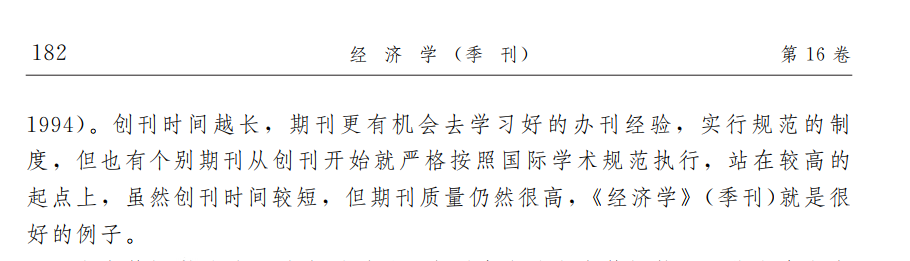 182 经 济 学（季 刊） 第 16 卷
1994）。创刊时间越长，期刊更有机会去学习好的办刊经验，实行规范的制
度，但也有个别期刊从创刊开始就严格按照国际学术规范执行，站在较高的
起点上，虽然创刊时间较短，但期刊质量仍然很高，《经济学》（季刊）就是很
好的例子。